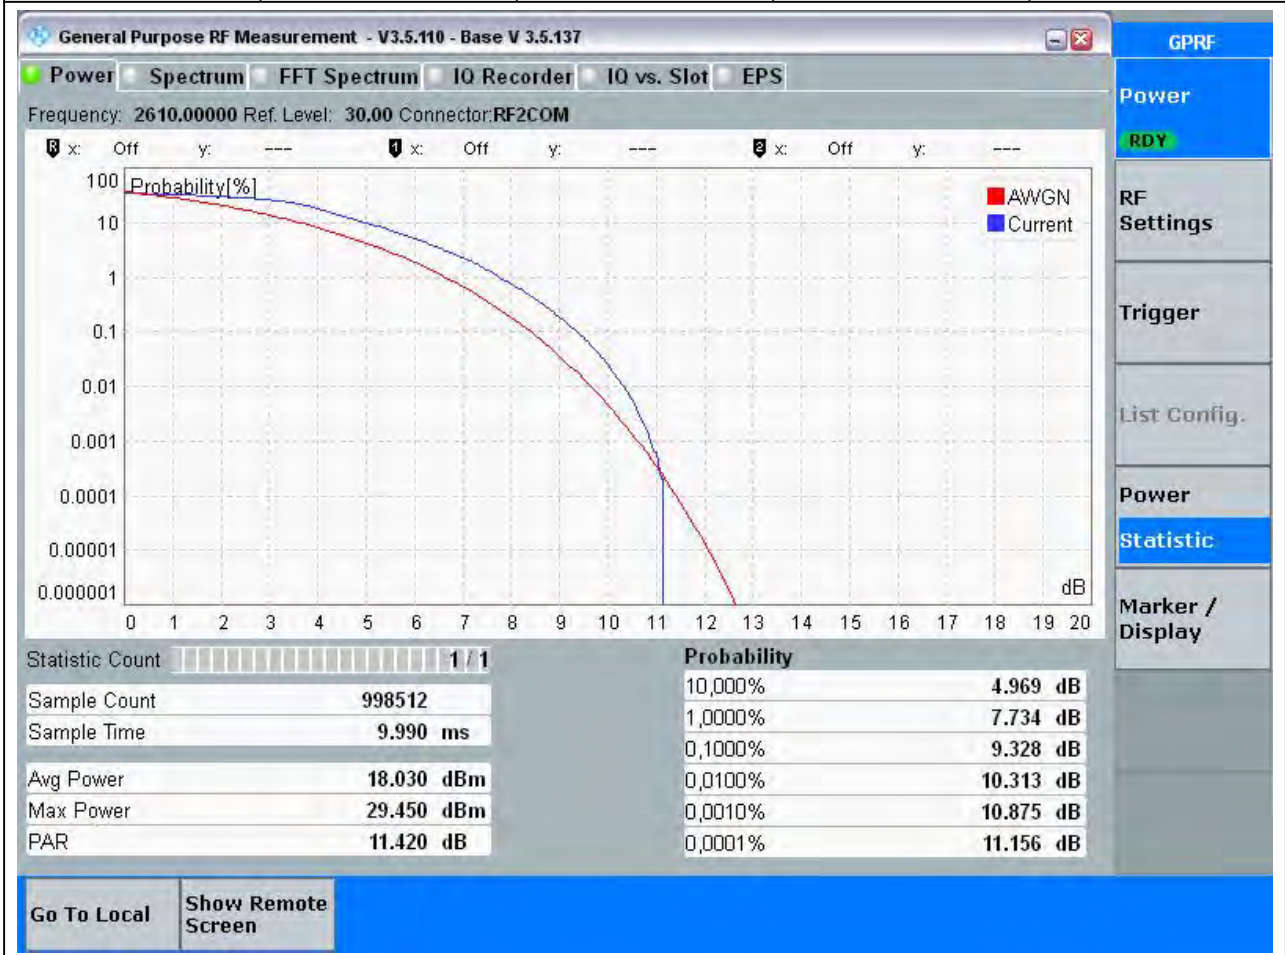 General Purpose RF Measurement - V3.5.110 - Base V 3.5.137
GPRF
Power Spectrum FFT Spectrum IQ Recorder IQ vs. Slot EPS
Frequency: 2610.00000 Ref. Level: 30.00 Connector:RF2COM
R x: Off y: --- 1 x: Off y: --- 2 x: Off y: ---
Probability[%]
AWGN
Current
100
10
1
0.1
0.01
0.001
0.0001
0.00001
0.000001
dB
0 1 2 3 4 5 6 7 8 9 10 11 12 13 14 15 16 17 18 19 20
Statistic Count 1 / 1
Sample Count 998512
Sample Time 9.990 ms
Avg Power 18.030 dBm
Max Power 29.450 dBm
PAR 11.420 dB
Probability
10,000% 4.969 dB
1,0000% 7.734 dB
0,1000% 9.328 dB
0,0100% 10.313 dB
0,0010% 10.875 dB
0,0001% 11.156 dB
Power
RDY
RF
Settings
Trigger
List Config.
Power
Statistic
Marker /
Display
Go To Local
Show Remote
Screen